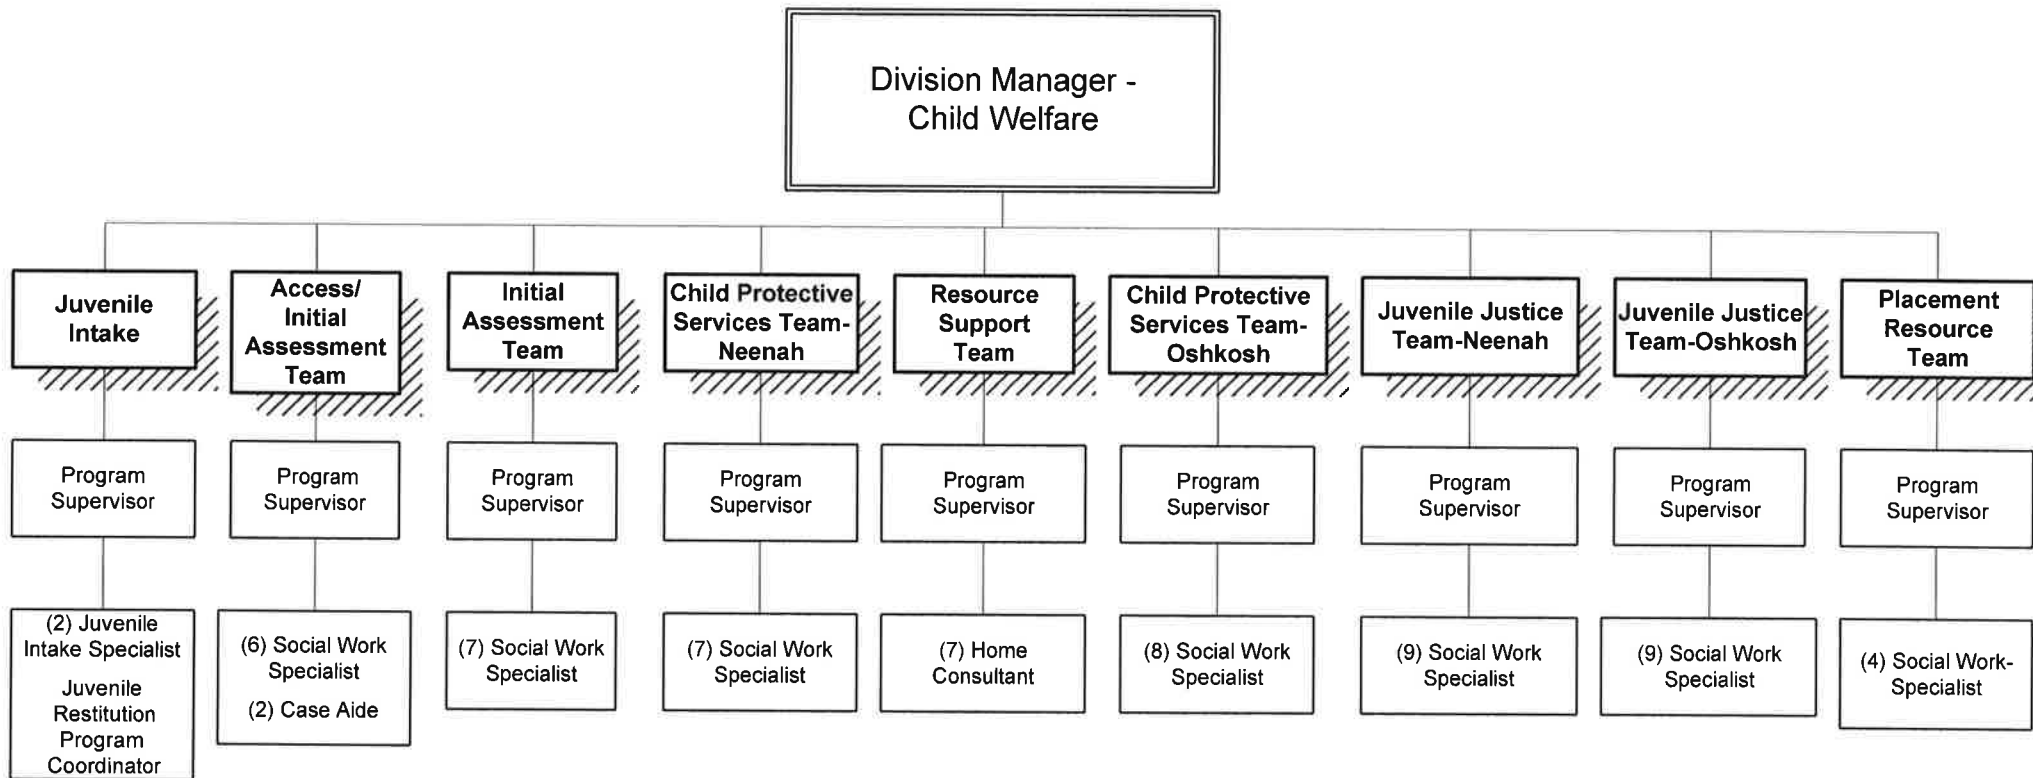 Division Manager -
Child Welfare
Juvenile
Intake
Access/
Initial
Assessment
Team
Initial
Assessment
Team
Child Protective
Services Team-
Neenah
Resource
Support
Team
Child Protective
Services Team-
Oshkosh
Juvenile Justice
Team-Neenah
Juvenile Justice
Team-Oshkosh
Placement
Resource
Team
Program
Supervisor
Program
Supervisor
Program
Supervisor
Program
Supervisor
Program
Supervisor
Program
Supervisor
Program
Supervisor
Program
Supervisor
Program
Supervisor
(2) Juvenile
Intake Specialist
Juvenile
Restitution
Program
Coordinator
(6) Social Work
Specialist
(2) Case Aide
(7) Social Work
Specialist
(7) Social Work
Specialist
(7) Home
Consultant
(8) Social Work
Specialist
(9) Social Work
Specialist
(9) Social Work
Specialist
(4) Social Work-
Specialist